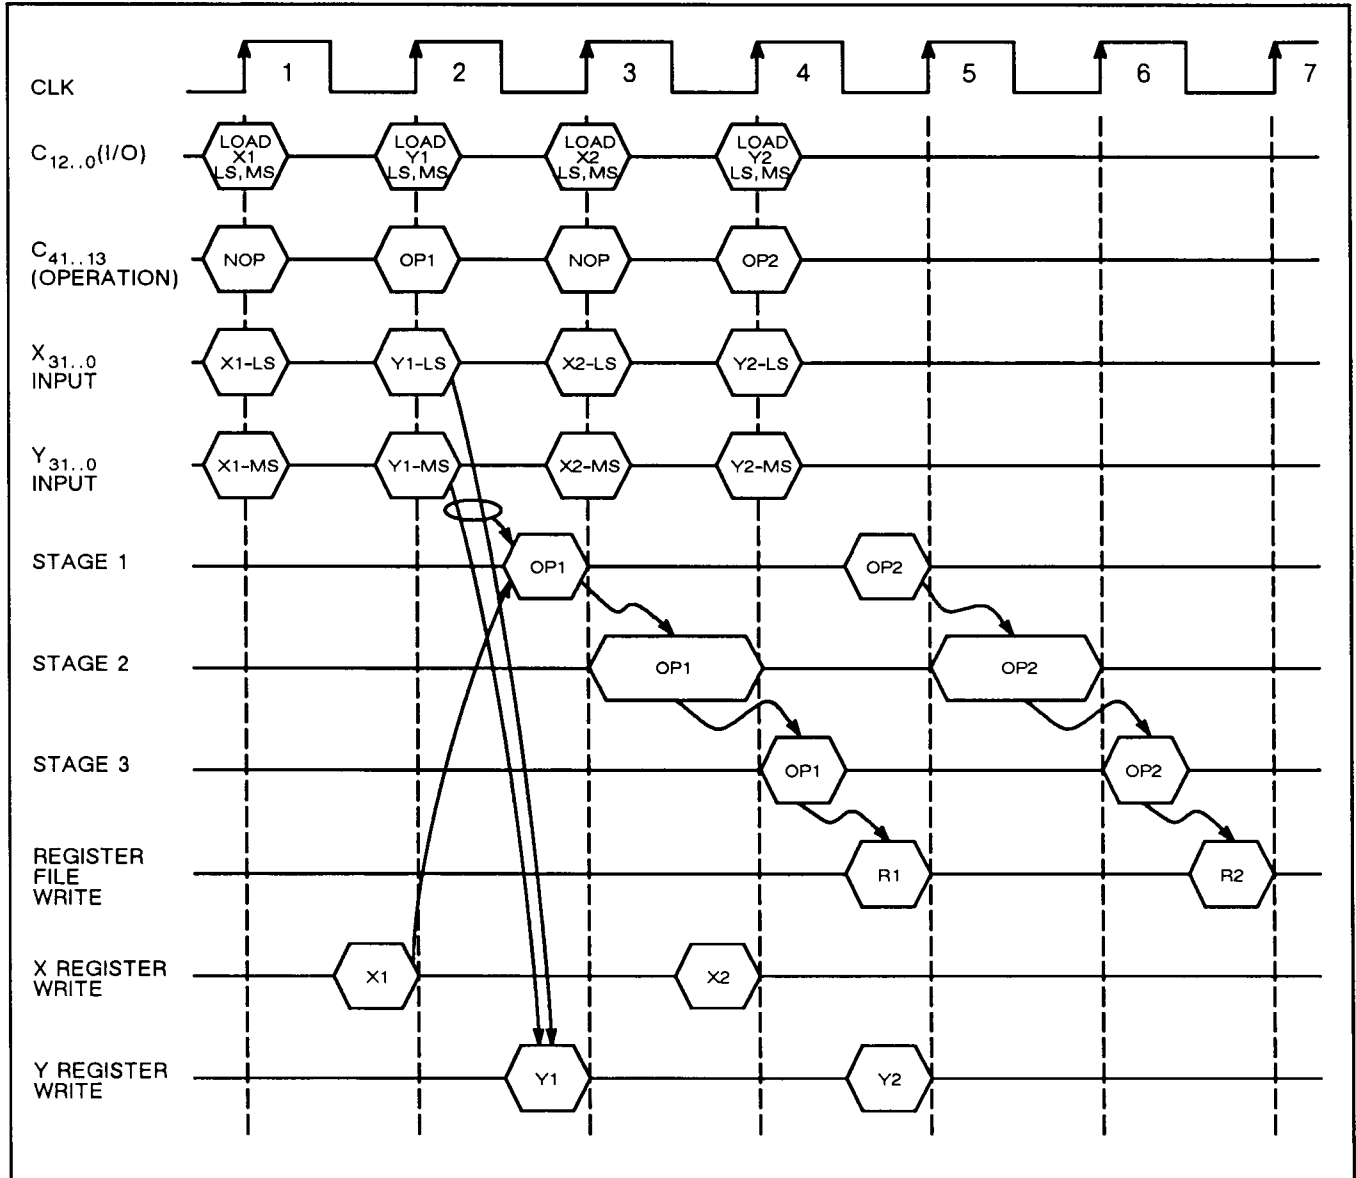 CLK
1 2 3 4 5 6 7
C12..0(I/O)
LOAD X1 LS,MS
LOAD Y1 LS,MS
LOAD X2 LS,MS
LOAD Y2 LS,MS
C41..13
(OPERATION)
NOP OP1 NOP OP2
X31..0
INPUT
X1-LS Y1-LS X2-LS Y2-LS
Y31..0
INPUT
X1-MS Y1-MS X2-MS Y2-MS
STAGE 1
OP1 OP2
STAGE 2
OP1 OP2
STAGE 3
OP1 OP2
REGISTER
FILE
WRITE
R1 R2
X REGISTER
WRITE
X1 X2
Y REGISTER
WRITE
Y1 Y2